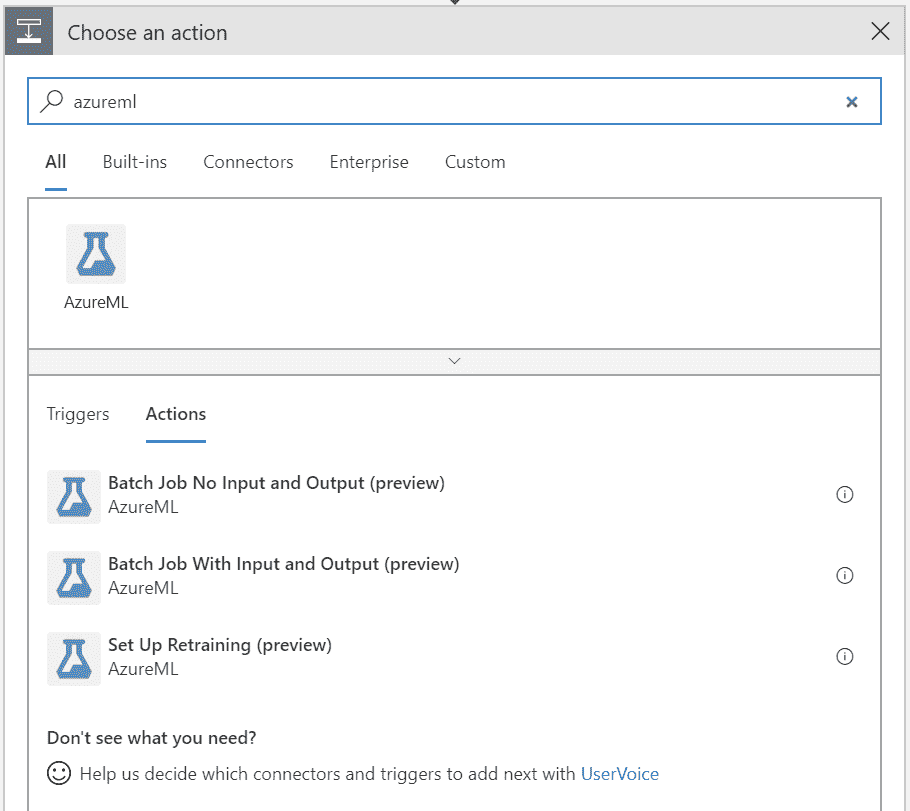 Choose an action
azureml
All Built-ins Connectors Enterprise Custom
AzureML
Triggers Actions
Batch Job No Input and Output (preview)
AzureML
Batch Job With Input and Output (preview)
AzureML
Set Up Retraining (preview)
AzureML
Don't see what you need?
Help us decide which connectors and triggers to add next with UserVoice